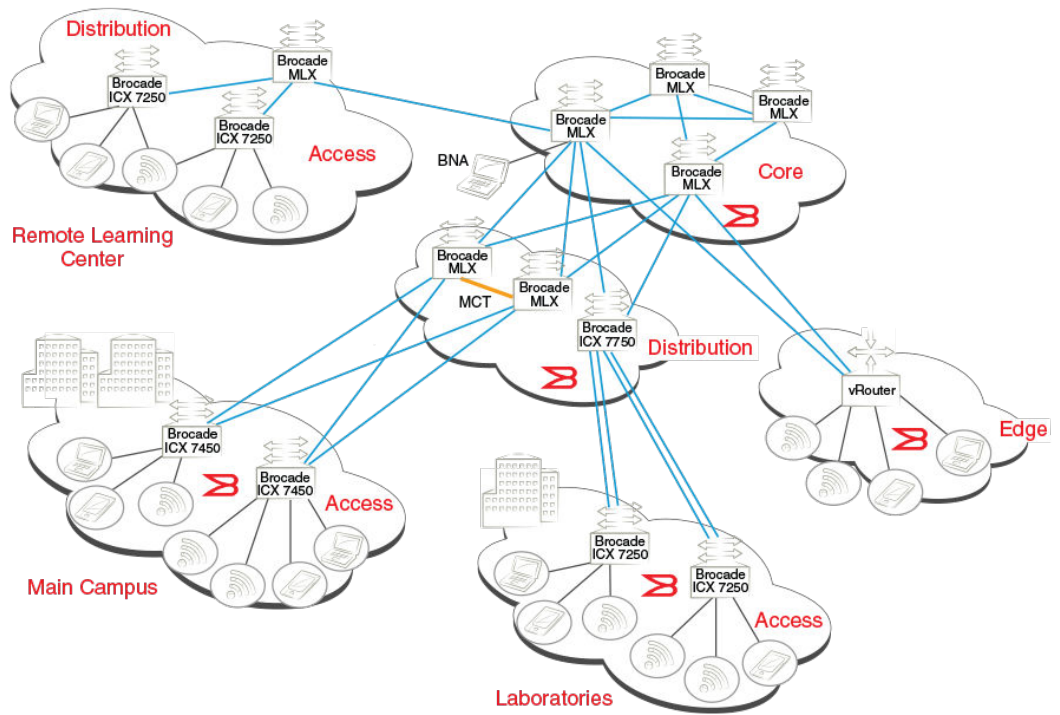 Distribution
Brocade
MLX
Brocade
ICX 7250
Brocade
ICX 7250
Access
Remote Learning
Center
Brocade
MLX
Brocade
MLX
Brocade
MLX
Brocade
MLX
BNA
Core
Brocade
MLX
MCT
Brocade
MLX
Brocade
ICX 7750
Distribution
vRouter
Edge
Brocade
ICX 7450
Brocade
ICX 7450
Access
Main Campus
Brocade
ICX 7250
Brocade
ICX 7250
Access
Laboratories